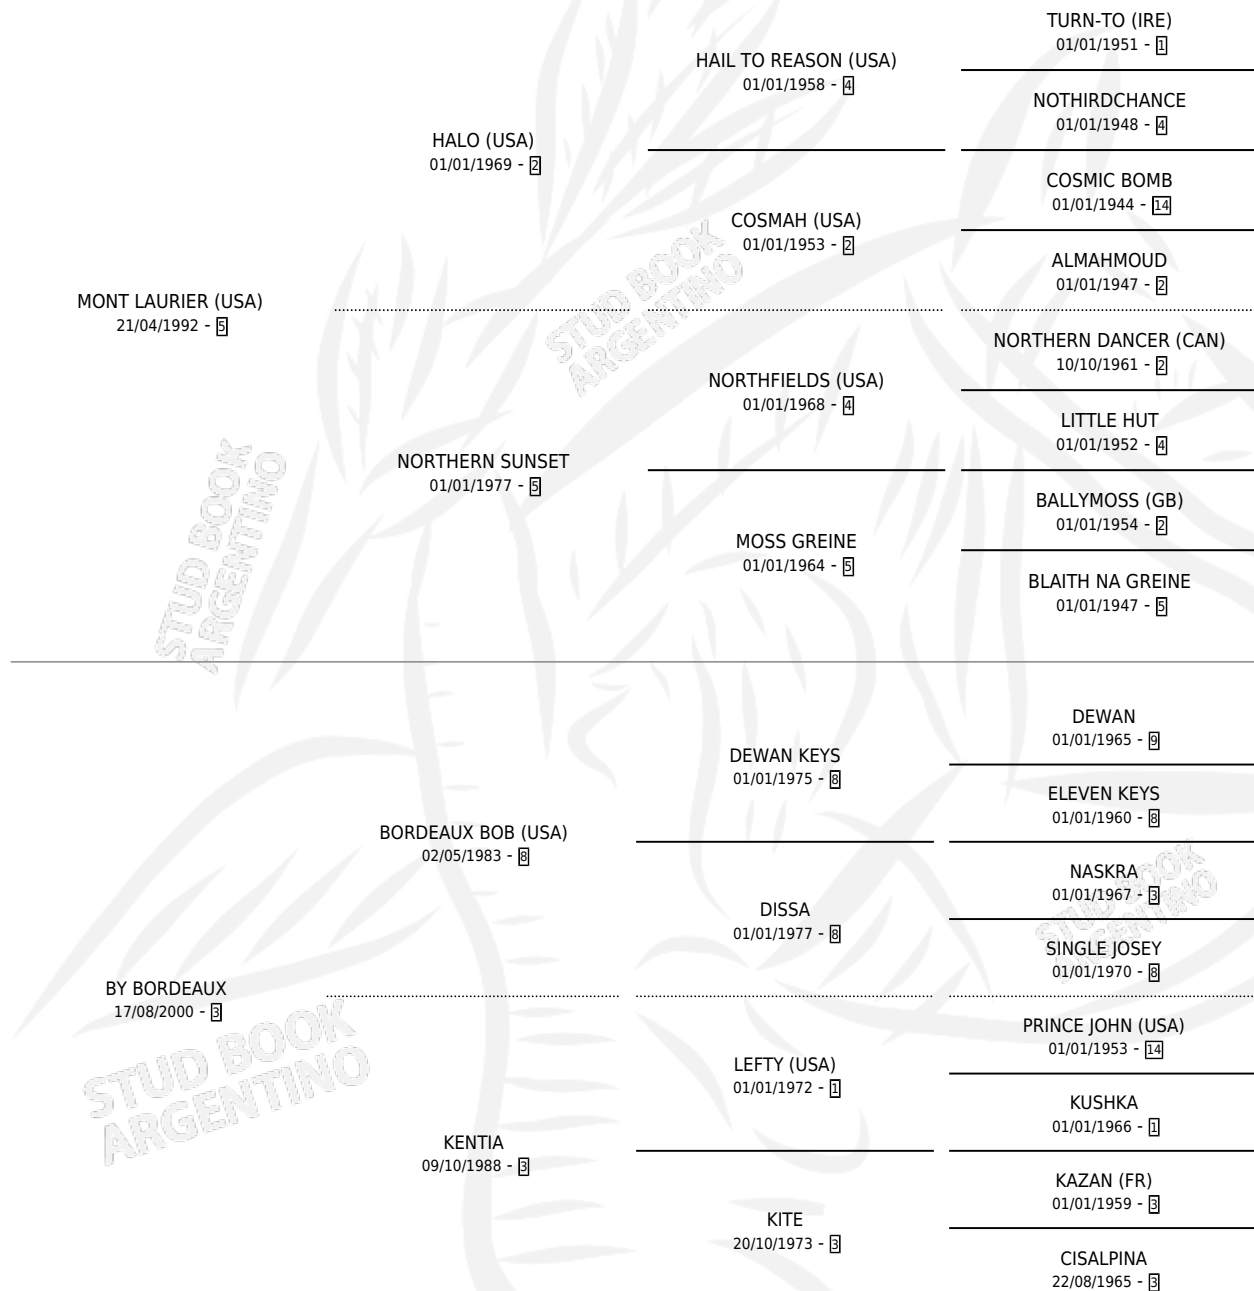 MONT LAURIER (USA)
21/04/1992 - 5
HALO (USA)
01/01/1969 - 2
HAIL TO REASON (USA)
01/01/1958 - 4
TURN-TO (IRE)
01/01/1951 - 1
NOTHIRDCHANCE
01/01/1948 - 4
COSMAH (USA)
01/01/1953 - 2
COSMIC BOMB
01/01/1944 - 14
ALMAHMOUD
01/01/1947 - 2
NORTHERN SUNSET
01/01/1977 - 5
NORTHFIELDS (USA)
01/01/1968 - 4
NORTHERN DANCER (CAN)
10/10/1961 - 2
LITTLE HUT
01/01/1952 - 4
MOSS GREINE
01/01/1964 - 5
BALLYMOSS (GB)
01/01/1954 - 2
BLAITH NA GREINE
01/01/1947 - 5
BY BORDEAUX
17/08/2000 - 3
BORDEAUX BOB (USA)
02/05/1983 - 8
DEWAN KEYS
01/01/1975 - 8
DEWAN
01/01/1965 - 9
ELEVEN KEYS
01/01/1960 - 8
DISSA
01/01/1977 - 8
NASKRA
01/01/1967 - 3
SINGLE JOSEY
01/01/1970 - 8
KENTIA
09/10/1988 - 3
LEFTY (USA)
01/01/1972 - 1
PRINCE JOHN (USA)
01/01/1953 - 14
KUSHKA
01/01/1966 - 1
KITE
20/10/1973 - 3
KAZAN (FR)
01/01/1959 - 3
CISALPINA
22/08/1965 - 3
STUD BOOK
ARGENTINO
STUD BOOK
ARGENTINO
STUD BOOK
ARGENTINO
STUD BOOK
ARGENTINO